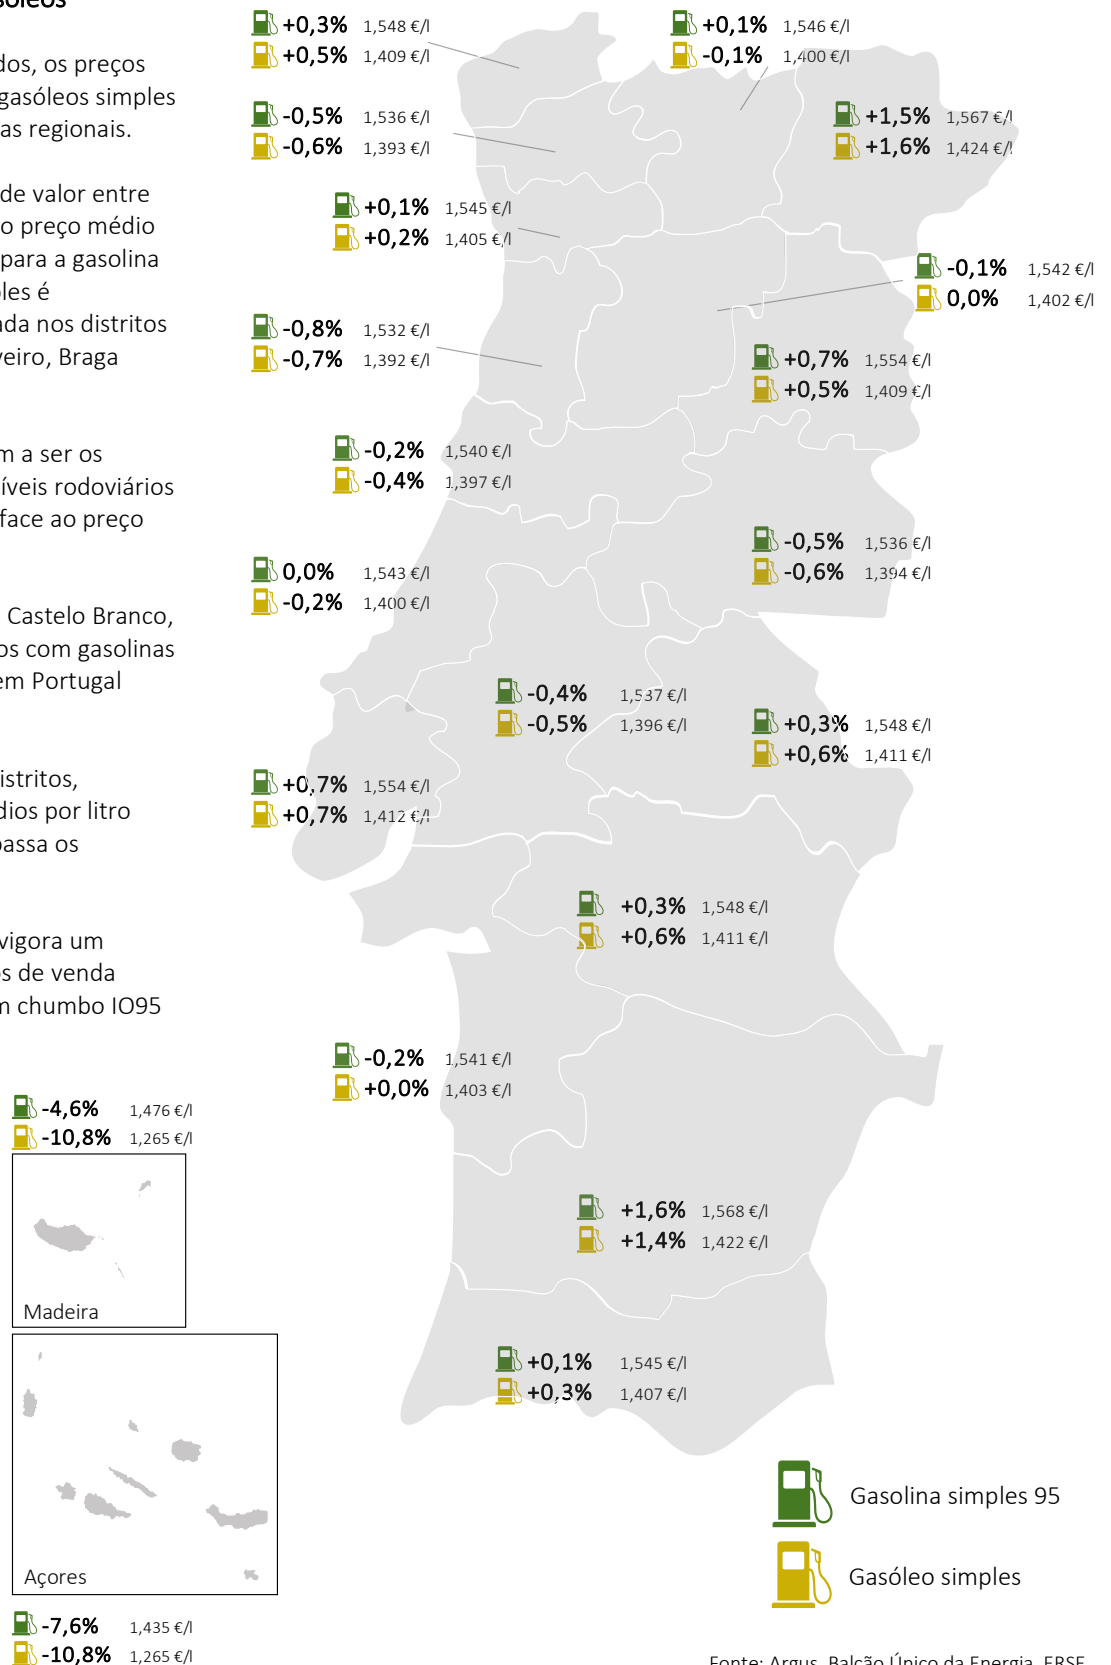 sóleos
dos, os preços
gasóleos simples
as regionais.
de valor entre
o preço médio
para a gasolina
ples é
ada nos distritos
veiro, Braga
m a ser os
íveis rodoviários
face ao preço
Castelo Branco,
os com gasolinas
em Portugal
istritos,
dios por litro
passa os
vigora um
os de venda
m chumbo IO95
+0,3% 1,548 €/l
+0,5% 1,409 €/l
+0,1% 1,546 €/l
-0,1% 1,400 €/l
-0,5% 1,536 €/l
-0,6% 1,393 €/l
+1,5% 1,567 €/l
+1,6% 1,424 €/l
+0,1% 1,545 €/l
+0,2% 1,405 €/l
-0,1% 1,542 €/l
0,0% 1,402 €/l
-0,8% 1,532 €/l
-0,7% 1,392 €/l
+0,7% 1,554 €/l
+0,5% 1,409 €/l
-0,2% 1,540 €/l
-0,4% 1,397 €/l
-0,5% 1,536 €/l
-0,6% 1,394 €/l
0,0% 1,543 €/l
-0,2% 1,400 €/l
-0,4% 1,537 €/l
-0,5% 1,396 €/l
+0,3% 1,548 €/l
+0,6% 1,411 €/l
+0,7% 1,554 €/l
+0,7% 1,412 €/l
+0,3% 1,548 €/l
+0,6% 1,411 €/l
-0,2% 1,541 €/l
+0,0% 1,403 €/l
-4,6% 1,476 €/l
-10,8% 1,265 €/l
Madeira
+1,6% 1,568 €/l
+1,4% 1,422 €/l
+0,1% 1,545 €/l
+0,3% 1,407 €/l
Açores
-7,6% 1,435 €/l
-10,8% 1,265 €/l
Gasolina simples 95
Gasóleo simples
Fonte: Argus, Balcão Único da Energia, ERSE